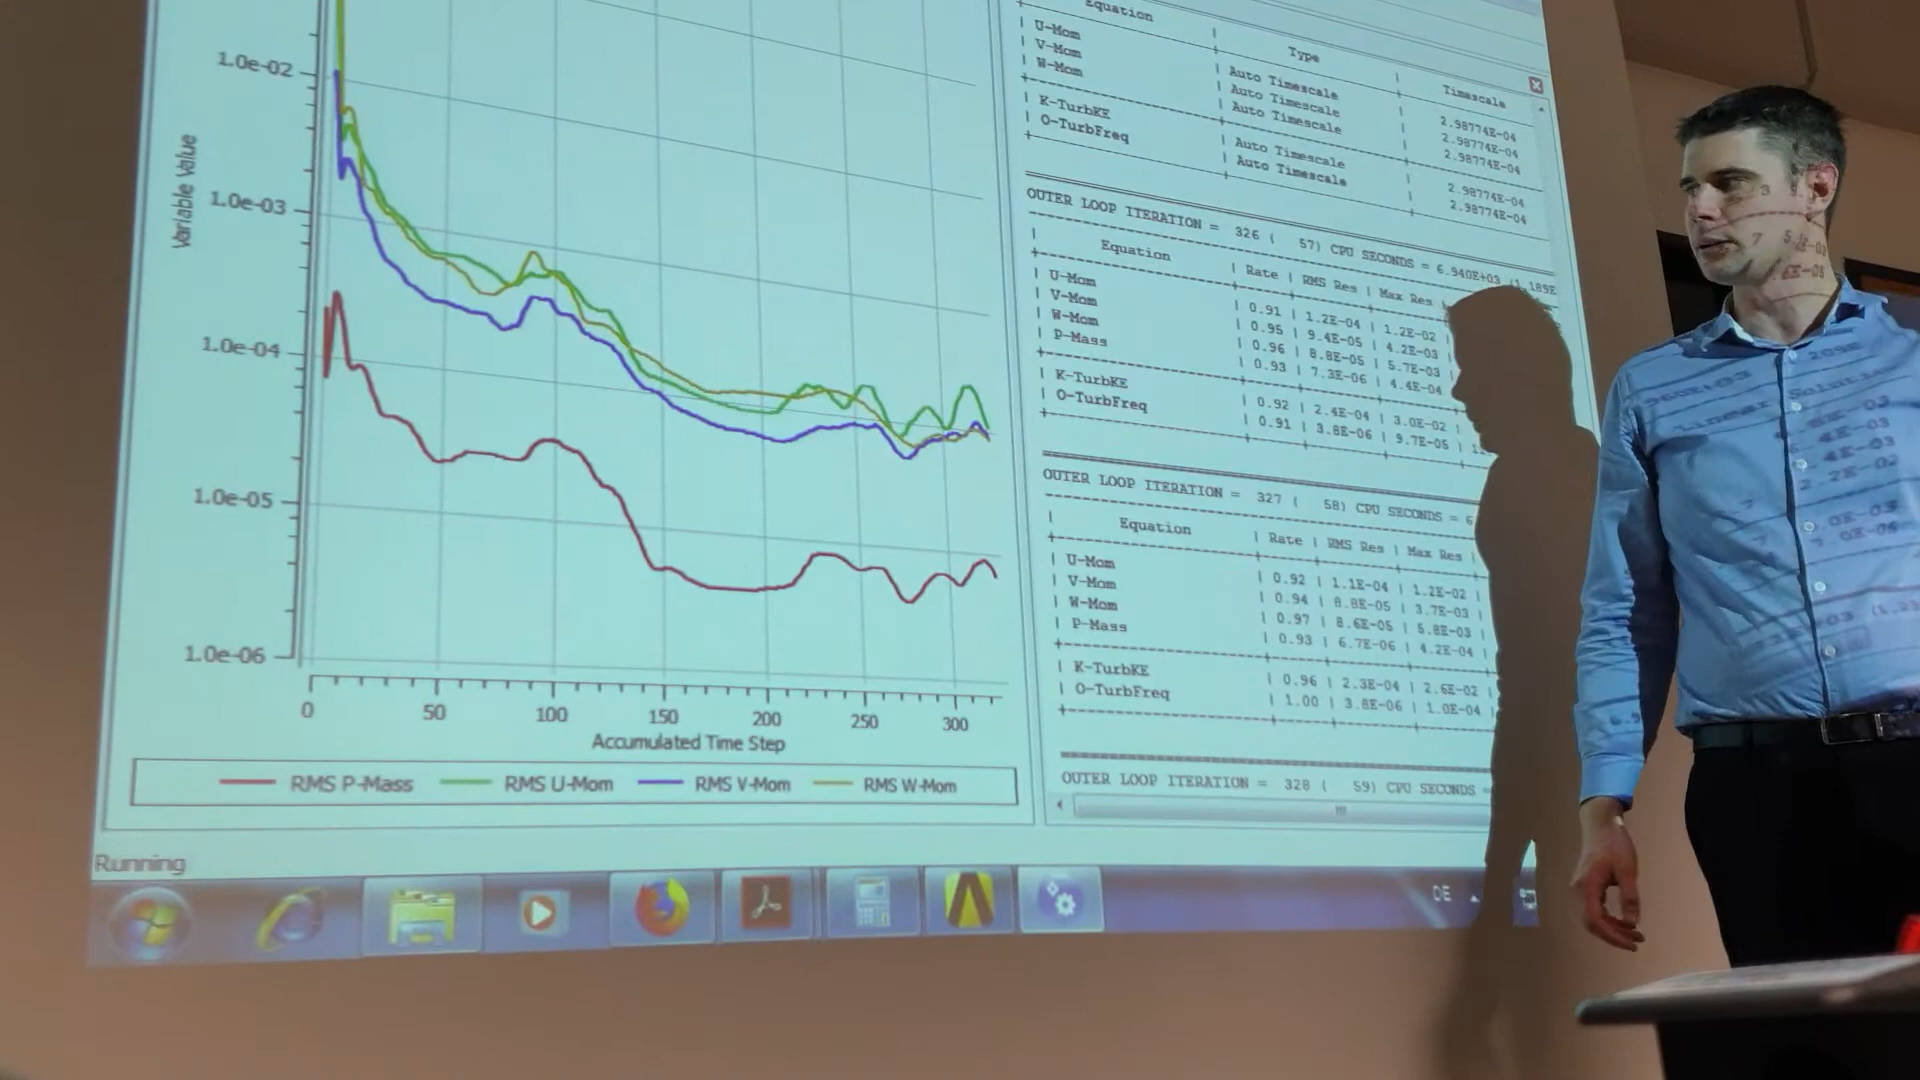 1.0e-02
1.0e-03
1.0e-04
1.0e-05
1.0e-06
Variable Value
0 50 100 150 200 250 300
Accumulated Time Step
RMS P-Mass RMS U-Mom RMS V-Mom RMS W-Mom
Running
Equation | Type | Timescale
| U-Mom | Auto Timescale | 2.98774E-04
| V-Mom | Auto Timescale | 2.98774E-04
| W-Mom | Auto Timescale | 2.98774E-04
| K-TurbKE | Auto Timescale | 2.98774E-04
| O-TurbFreq | Auto Timescale | 2.98774E-04
OUTER LOOP ITERATION = 326 ( 57) CPU SECONDS = 6.940E+03 (1.189E
| Equation | Rate | RMS Res | Max Res |
| U-Mom | 0.91 | 1.2E-04 | 1.2E-02 |
| V-Mom | 0.95 | 9.4E-05 | 4.2E-03 |
| W-Mom | 0.96 | 8.8E-05 | 5.7E-03 |
| P-Mass | 0.93 | 7.3E-06 | 4.4E-04 |
| K-TurbKE | 0.92 | 2.4E-04 | 3.0E-02 |
| O-TurbFreq | 0.91 | 3.8E-06 | 9.7E-05 |
OUTER LOOP ITERATION = 327 ( 58) CPU SECONDS = 6
| Equation | Rate | RMS Res | Max Res |
| U-Mom | 0.92 | 1.1E-04 | 1.2E-02 |
| V-Mom | 0.94 | 8.8E-05 | 3.7E-03 |
| W-Mom | 0.97 | 8.6E-05 | 5.8E-03 |
| P-Mass | 0.93 | 6.7E-06 | 4.2E-04 |
| K-TurbKE | 0.96 | 2.3E-04 | 2.6E-02 |
| O-TurbFreq | 1.00 | 3.8E-06 | 1.0E-04 |
OUTER LOOP ITERATION = 328 ( 59) CPU SECONDS =
DE